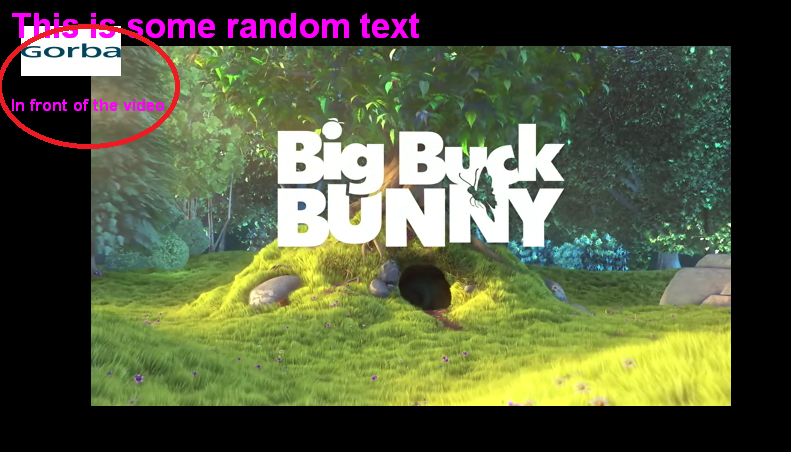 This is some random text
Gorba
In front of the video
Big Buck
BUNNY